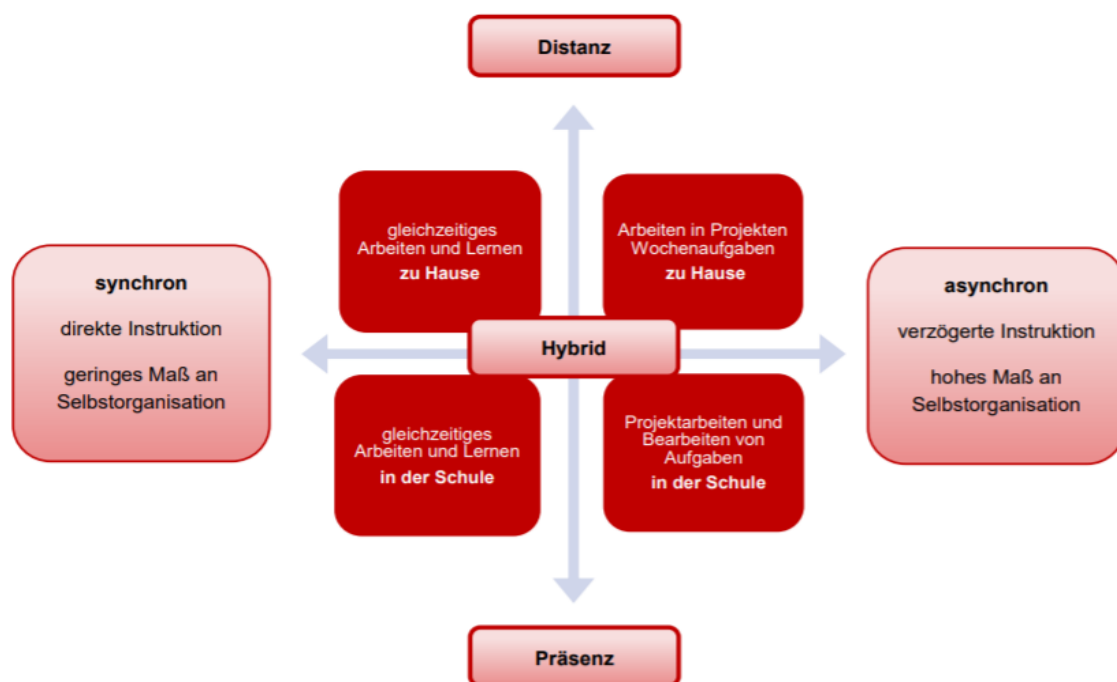 Distanz
gleichzeitiges
Arbeiten und Lernen
zu Hause
Arbeiten in Projekten
Wochenaufgaben
zu Hause
synchron
direkte Instruktion
geringes Maß an
Selbstorganisation
Hybrid
asynchron
verzögerte Instruktion
hohes Maß an
Selbstorganisation
gleichzeitiges
Arbeiten und Lernen
in der Schule
Projektarbeiten und
Bearbeiten von
Aufgaben
in der Schule
Präsenz